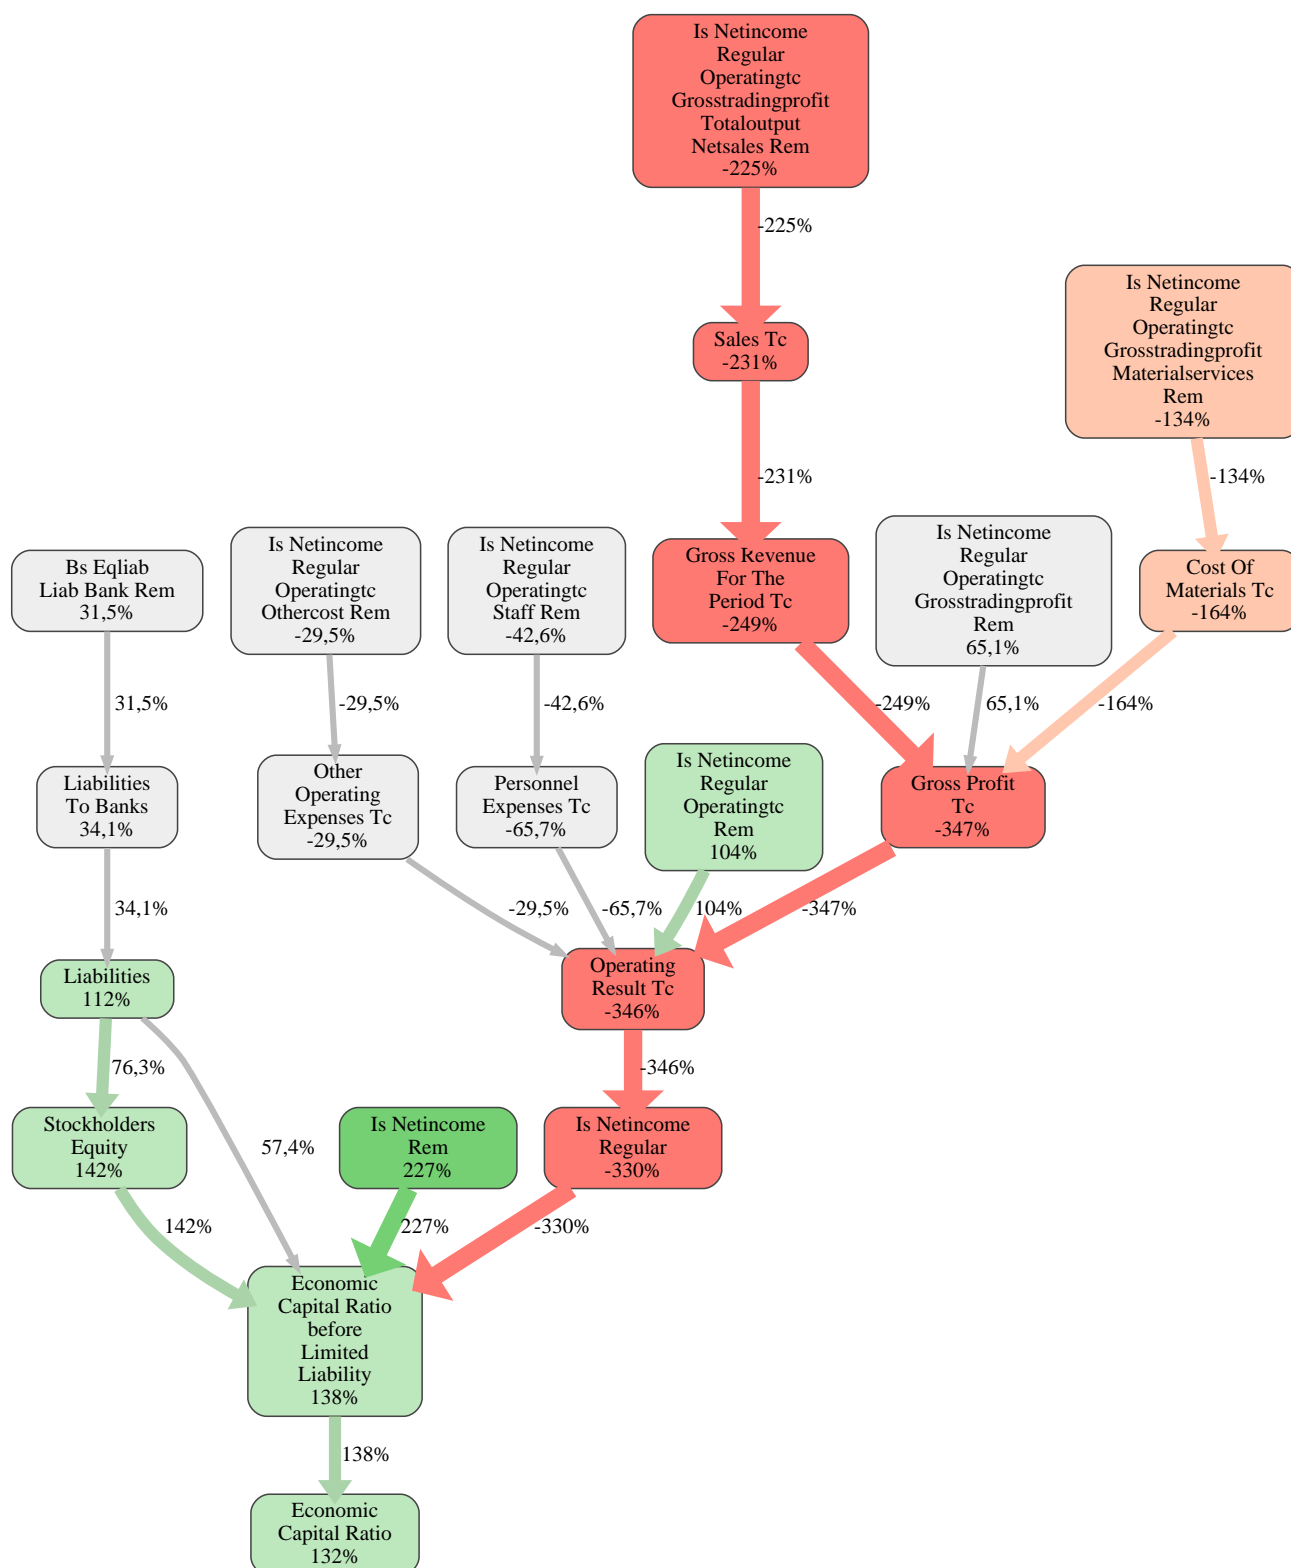 Is Netincome
Regular
Operatingtc
Grosstradingprofit
Totaloutput
Netsales Rem
-225%
-225%
Sales Tc
-231%
Is Netincome
Regular
Operatingtc
Grosstradingprofit
Materialservices
Rem
-134%
-231%
-134%
Bs Eqliab
Liab Bank Rem
31,5%
Is Netincome
Regular
Operatingtc
Othercost Rem
-29,5%
Is Netincome
Regular
Operatingtc
Staff Rem
-42,6%
Gross Revenue
For The
Period Tc
-249%
Is Netincome
Regular
Operatingtc
Grosstradingprofit
Rem
65,1%
Cost Of
Materials Tc
-164%
31,5%
-29,5%
-42,6%
-249%
65,1%
-164%
Liabilities
To Banks
34,1%
Other
Operating
Expenses Tc
-29,5%
Personnel
Expenses Tc
-65,7%
Is Netincome
Regular
Operatingtc
Rem
104%
Gross Profit
Tc
-347%
34,1%
-29,5%
-65,7%
104%
-347%
Liabilities
112%
Operating
Result Tc
-346%
76,3%
-346%
Stockholders
Equity
142%
57,4%
Is Netincome
Rem
227%
Is Netincome
Regular
-330%
142%
227%
-330%
Economic
Capital Ratio
before
Limited
Liability
138%
138%
Economic
Capital Ratio
132%